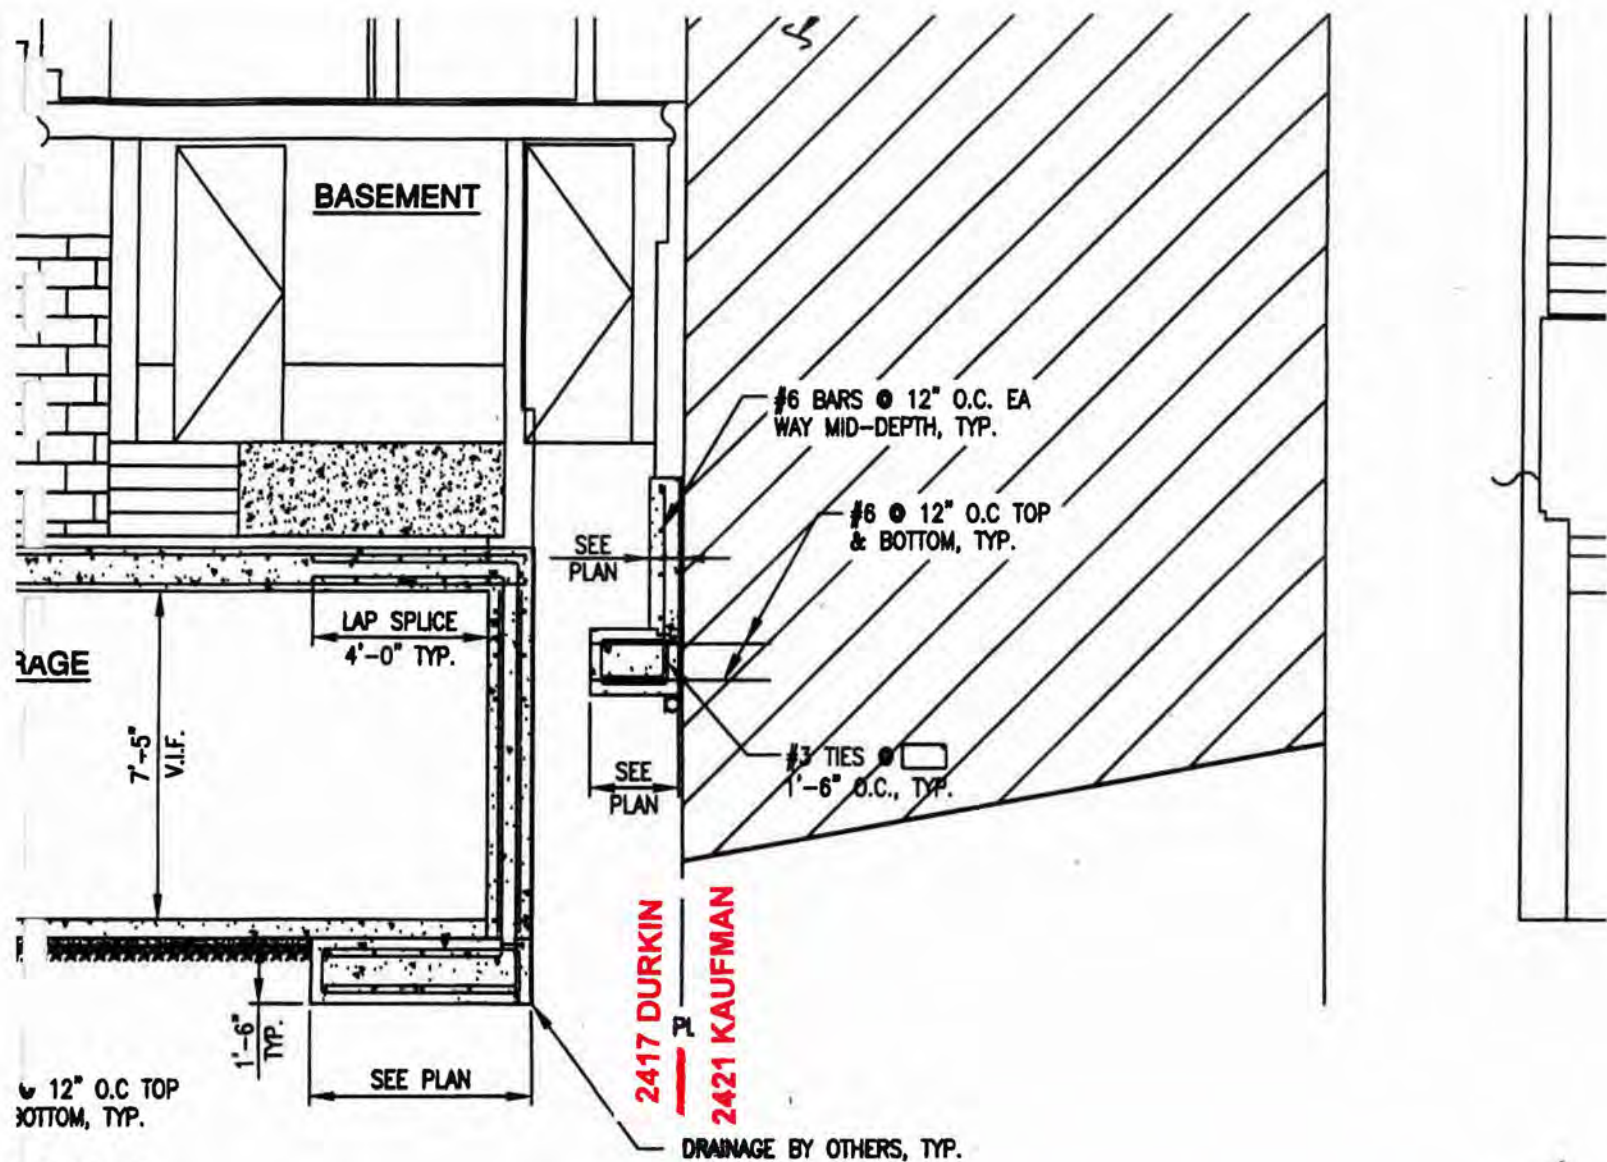 BASEMENT
#6 BARS @ 12" O.C. EA
WAY MID-DEPTH, TYP.
#6 @ 12" O.C TOP
& BOTTOM, TYP.
SEE
PLAN
LAP SPLICE
4'-0" TYP.
RAGE
7'-5"
V.I.F.
#3 TIES @
1'-6" O.C., TYP.
SEE
PLAN
2417 DURKIN
PL
2421 KAUFMAN
1'-6"
TYP.
SEE PLAN
12" O.C TOP
BOTTOM, TYP.
DRAINAGE BY OTHERS, TYP.